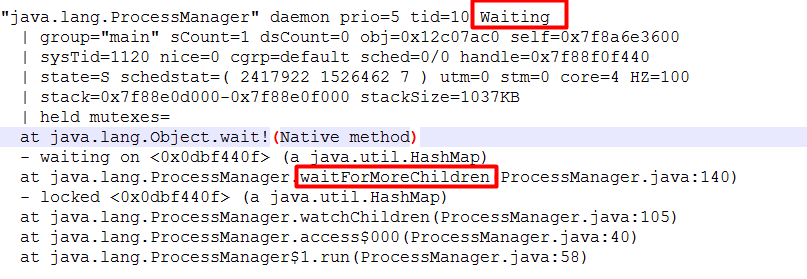 "java.lang.ProcessManager" daemon prio=5 tid=10 Waiting
| group="main" sCount=1 dsCount=0 obj=0x12c07ac0 self=0x7f8a6e3600
| sysTid=1120 nice=0 cgrp=default sched=0/0 handle=0x7f88f0f440
| state=S schedstat=( 2417922 1526462 7 ) utm=0 stm=0 core=4 HZ=100
| stack=0x7f88e0d000-0x7f88e0f000 stackSize=1037KB
| held mutexes=
at java.lang.Object.wait!(Native method)
- waiting on <0x0dbf440f> (a java.util.HashMap)
at java.lang.ProcessManager.waitForMoreChildren(ProcessManager.java:140)
- locked <0x0dbf440f> (a java.util.HashMap)
at java.lang.ProcessManager.watchChildren(ProcessManager.java:105)
at java.lang.ProcessManager.access$000(ProcessManager.java:40)
at java.lang.ProcessManager$1.run(ProcessManager.java:58)